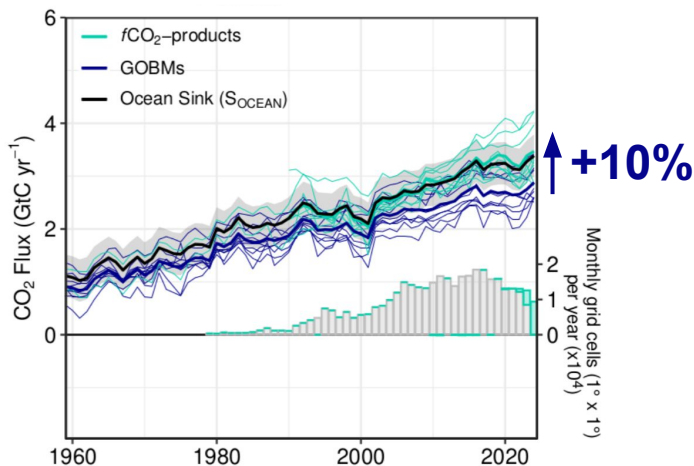 6
4
2
0
CO₂ Flux (GtC yr⁻¹)
fCO₂−products
GOBMs
Ocean Sink (S_OCEAN)
+10%
2
1
0
Monthly grid cells (1° x 1°)
per year (x10⁴)
1960
1980
2000
2020